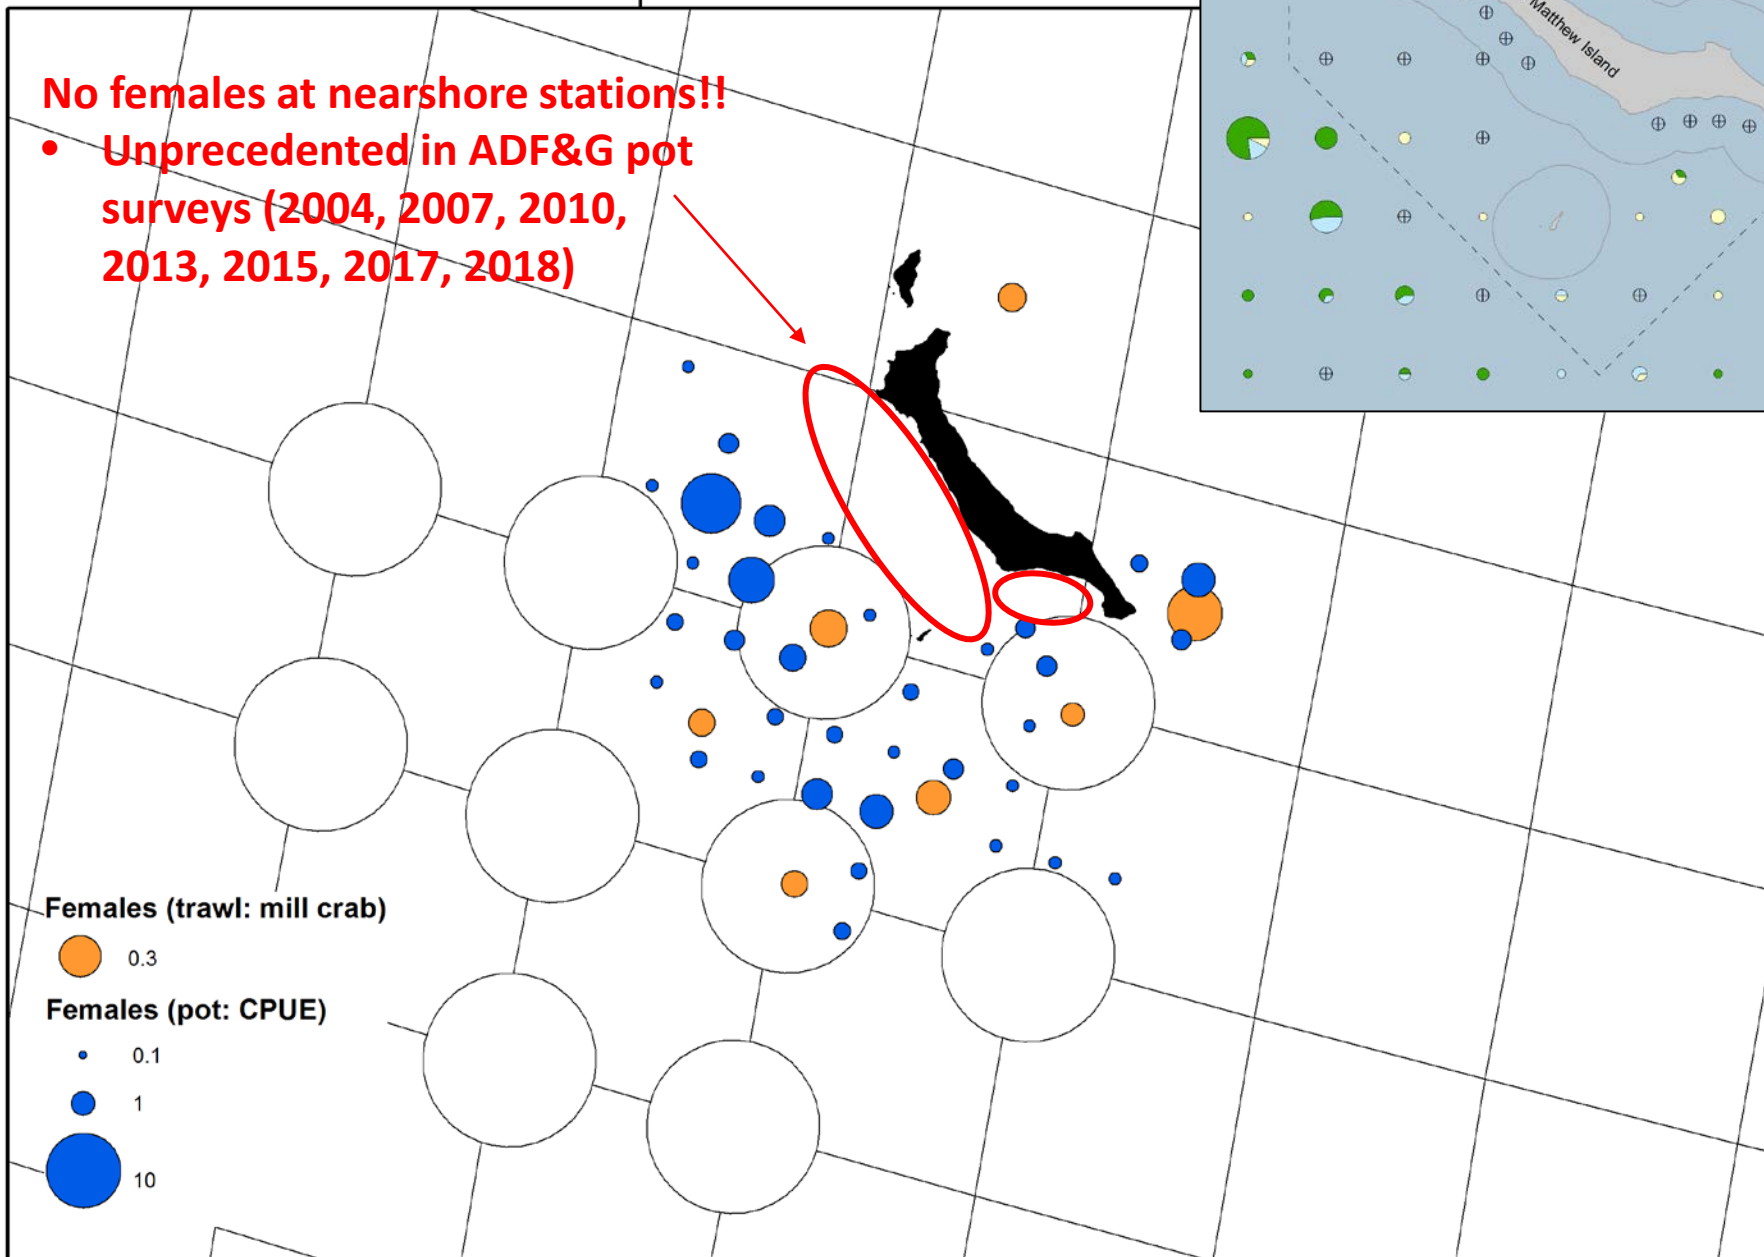 No females at nearshore stations!!
• Unprecedented in ADF&G pot
surveys (2004, 2007, 2010,
2013, 2015, 2017, 2018)
Matthew Island
Females (trawl: mill crab)
0.3
Females (pot: CPUE)
0.1
1
10